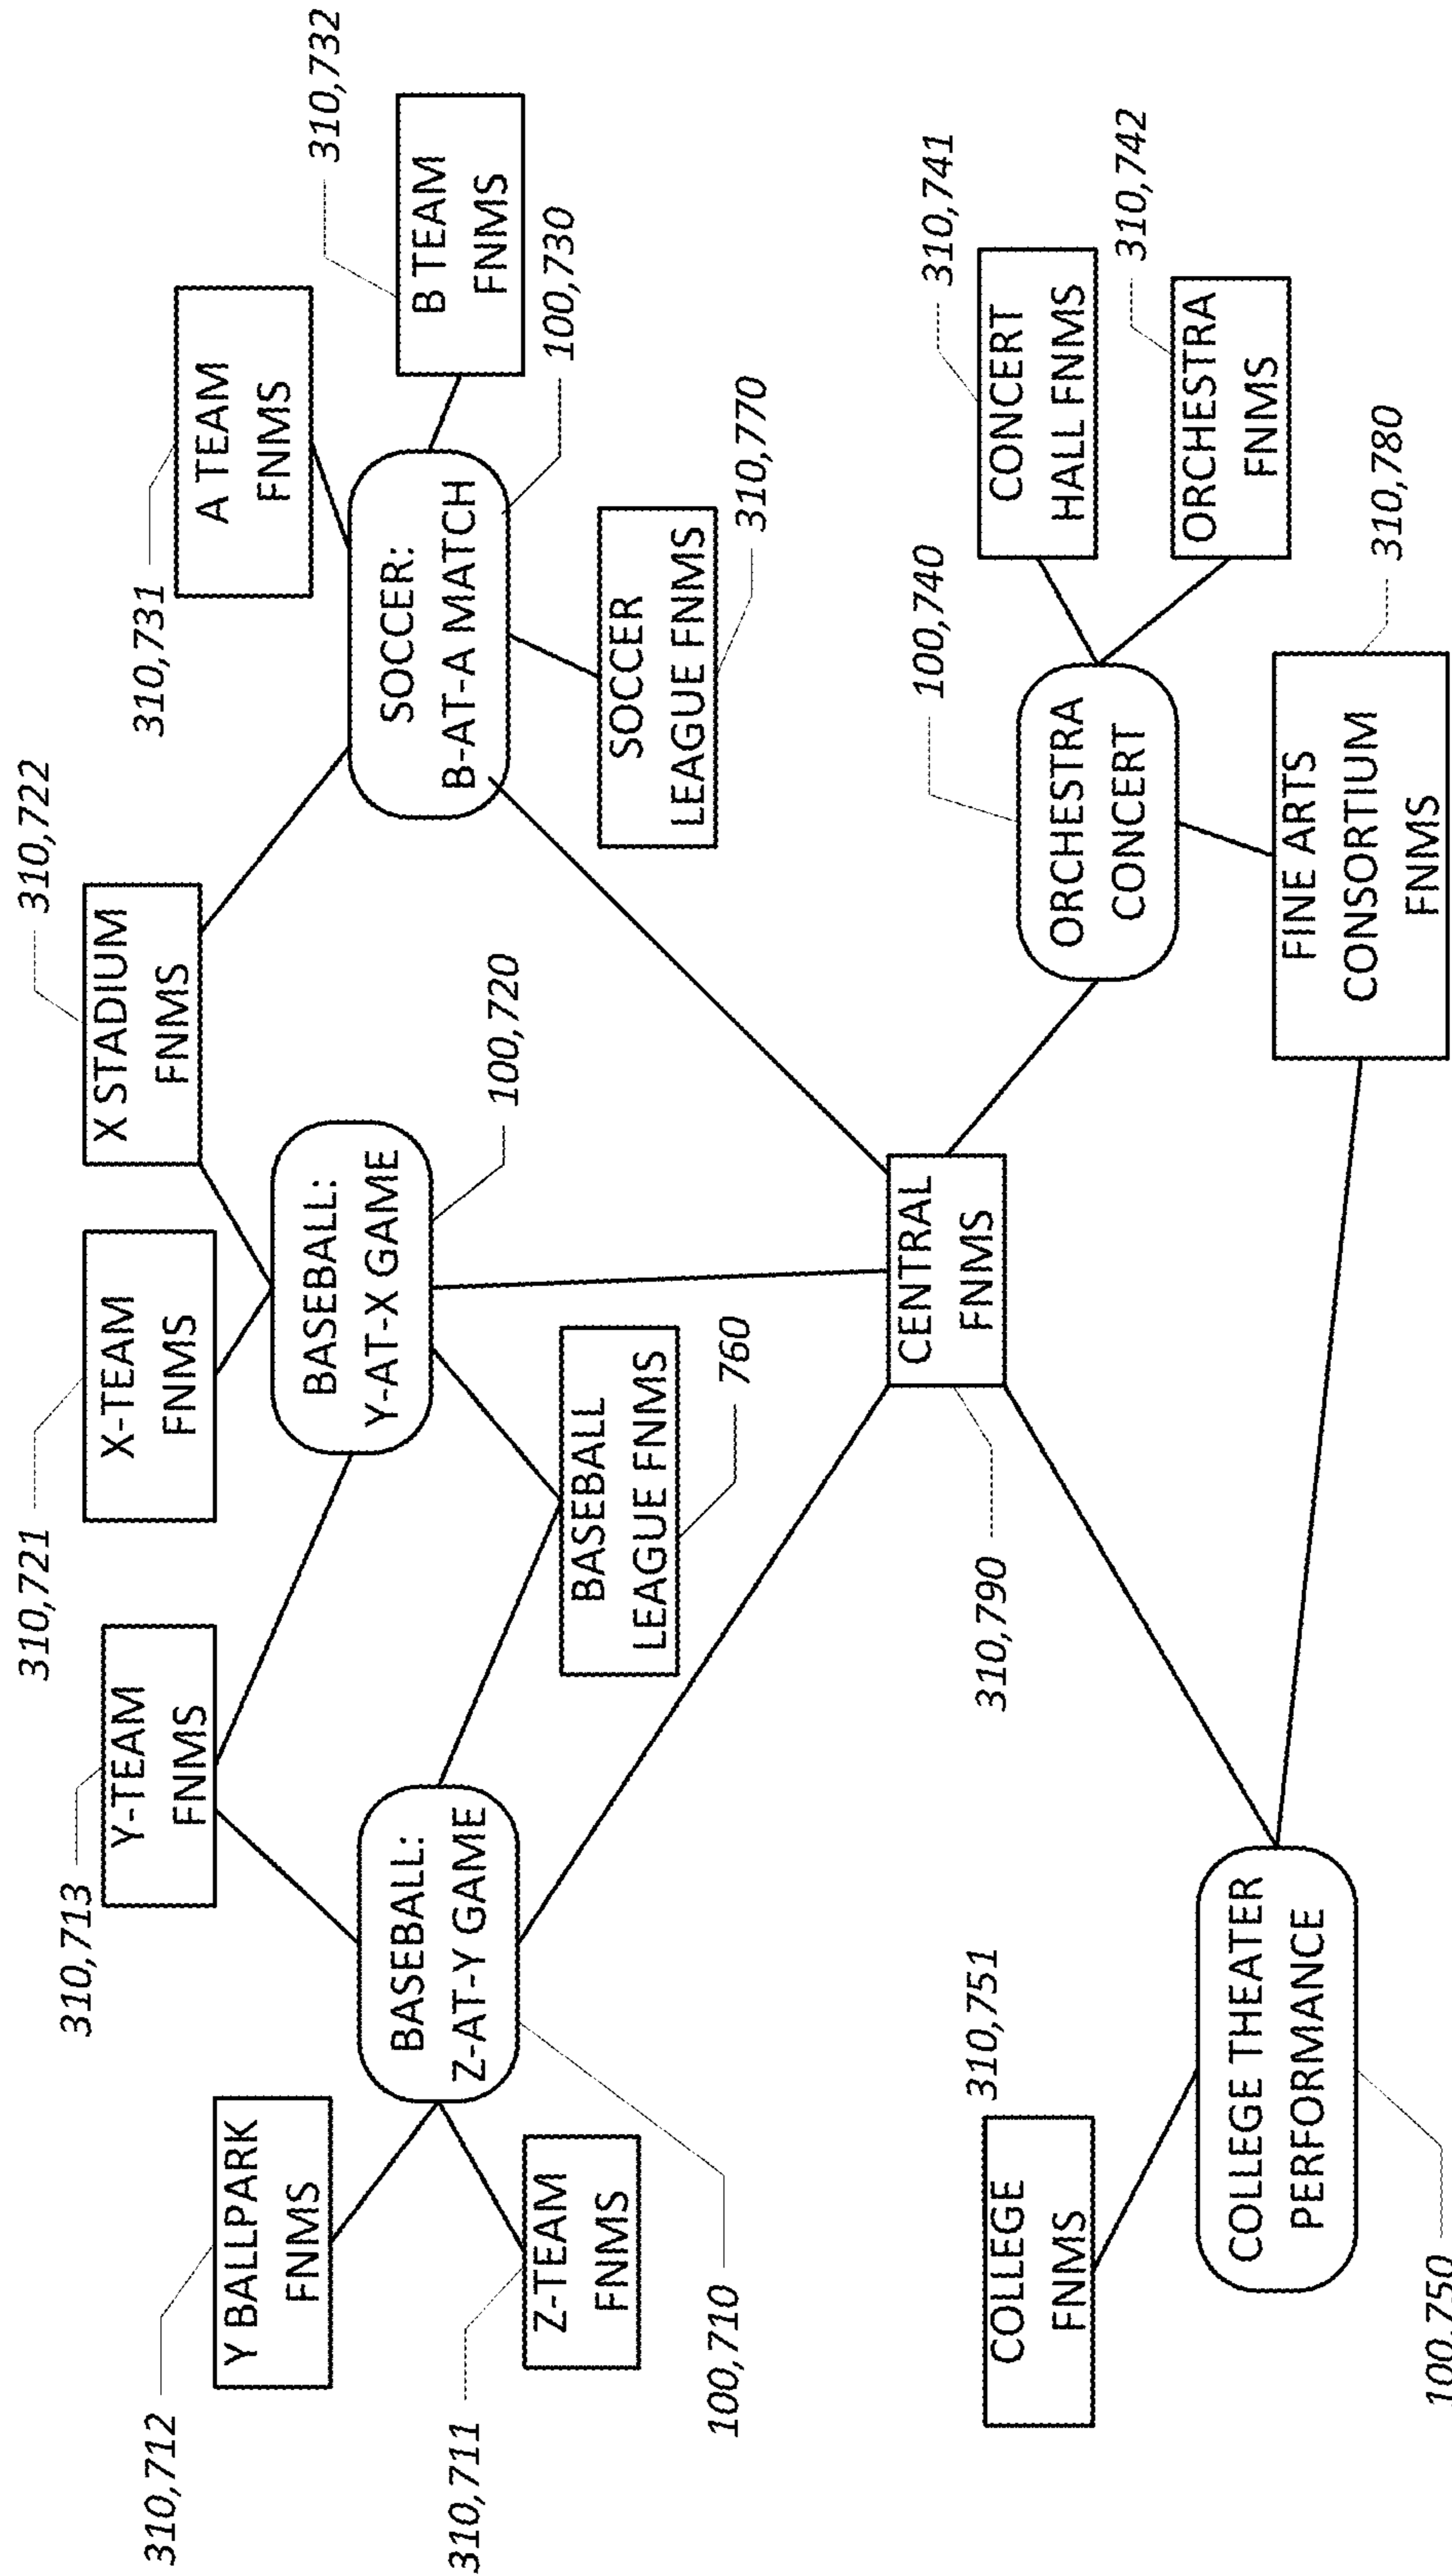 310,712
Y BALLPARK
FNMS
310,711
Z-TEAM
FNMS
100,710
BASEBALL:
Z-AT-Y GAME
310,713
Y-TEAM
FNMS
310,721
X-TEAM
FNMS
BASEBALL:
Y-AT-X GAME
100,720
310,722
X STADIUM
FNMS
BASEBALL
LEAGUE FNMS
760
310,731
A TEAM
FNMS
310,732
B TEAM
FNMS
SOCCER:
B-AT-A MATCH
100,730
SOCCER
LEAGUE FNMS
310,770
CENTRAL
FNMS
310,790
COLLEGE
FNMS
310,751
COLLEGE THEATER
PERFORMANCE
100,750
100,740
ORCHESTRA
CONCERT
CONCERT
HALL FNMS
310,741
ORCHESTRA
FNMS
310,742
FINE ARTS
CONSORTIUM
FNMS
310,780